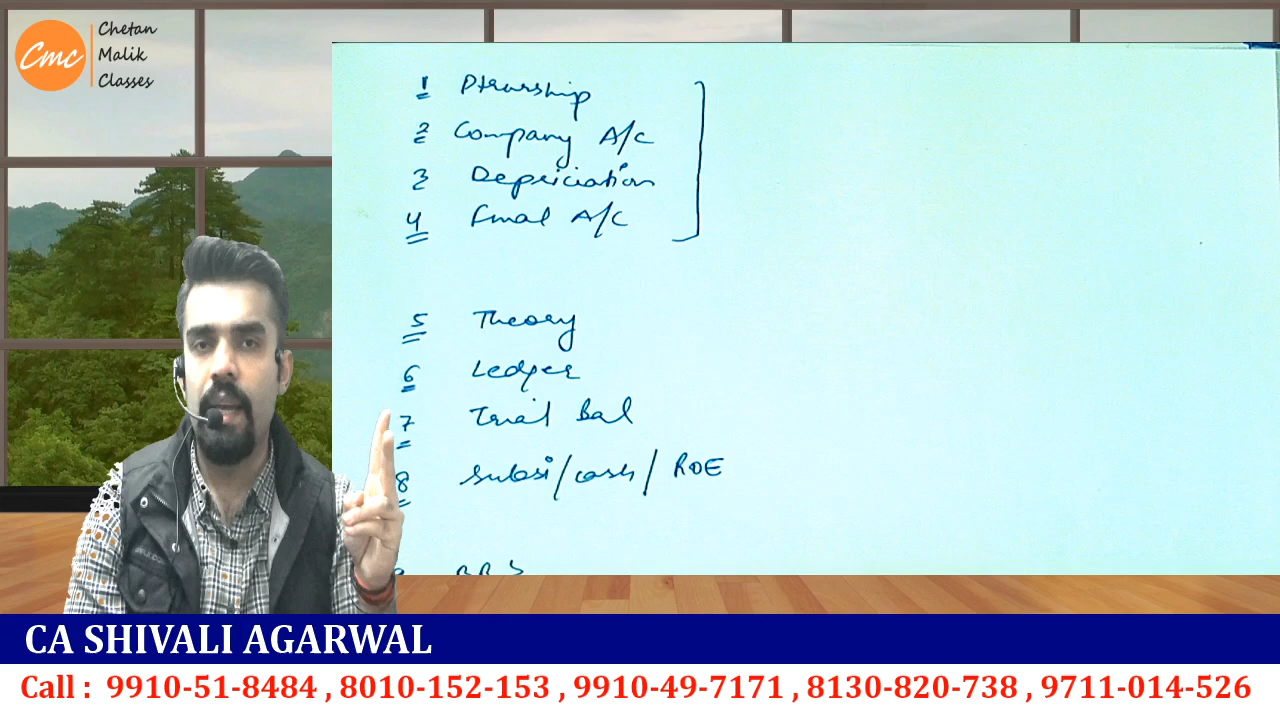 Cmc
Chetan
Malik
Classes
1 Ptnership
2 Company A/c
3 Depriciation
4 Final A/c
5 Theory
6 Ledger
7 Trial Bal
8 Subsi/cash/ROE
CA SHIVALI AGARWAL
Call : 9910-51-8484 , 8010-152-153 , 9910-49-7171 , 8130-820-738 , 9711-014-526